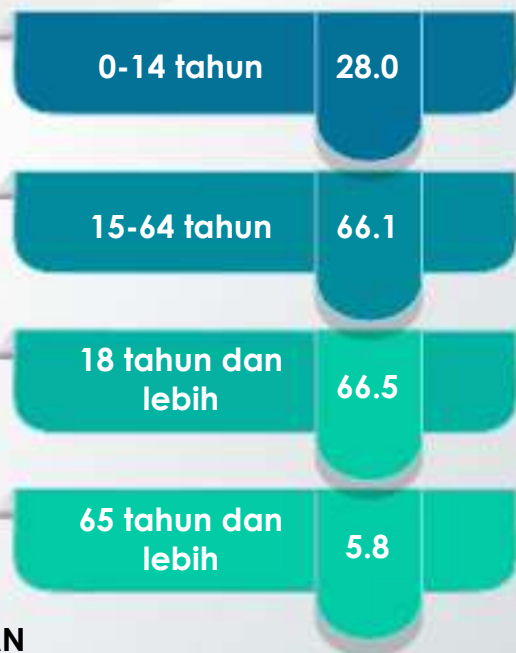 0-14 tahun 28.0
15-64 tahun 66.1
18 tahun dan
lebih 66.5
65 tahun dan
lebih 5.8